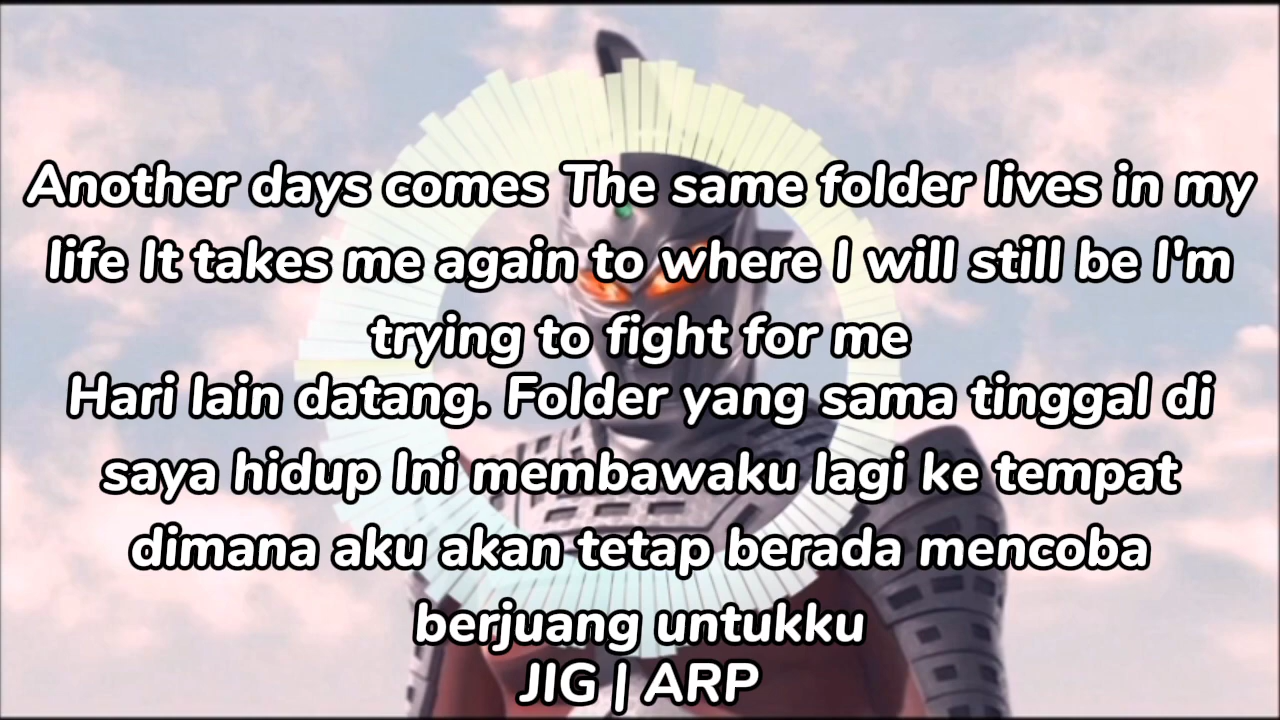 Another days comes The same folder lives in my
life It takes me again to where I will still be I'm
trying to fight for me
Hari lain datang. Folder yang sama tinggal di
saya hidup Ini membawaku lagi ke tempat
dimana aku akan tetap berada mencoba
berjuang untukku
JIG | ARP